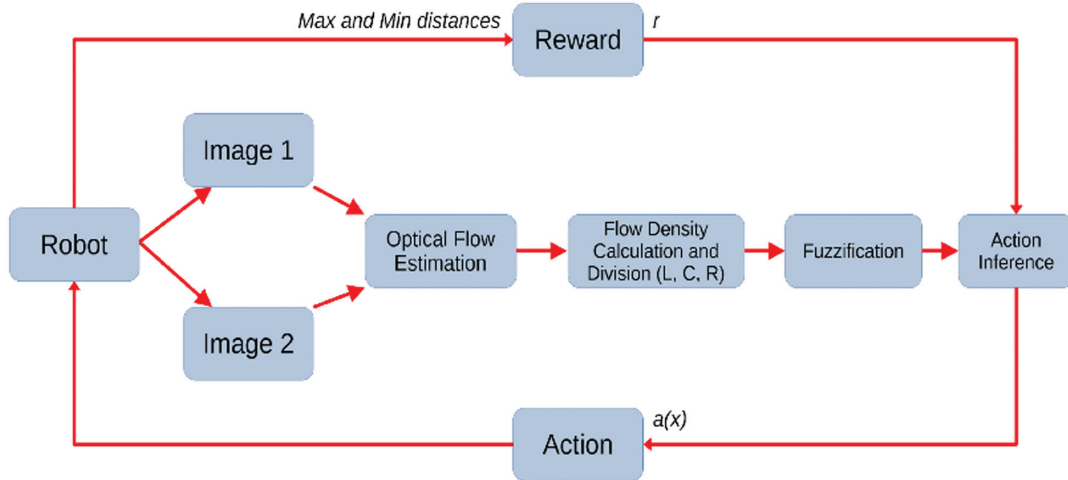 Max and Min distances
Reward
r
Image 1
Robot
Optical Flow
Estimation
Flow Density
Calculation and
Division (L, C, R)
Fuzzification
Action
Inference
Image 2
a(x)
Action